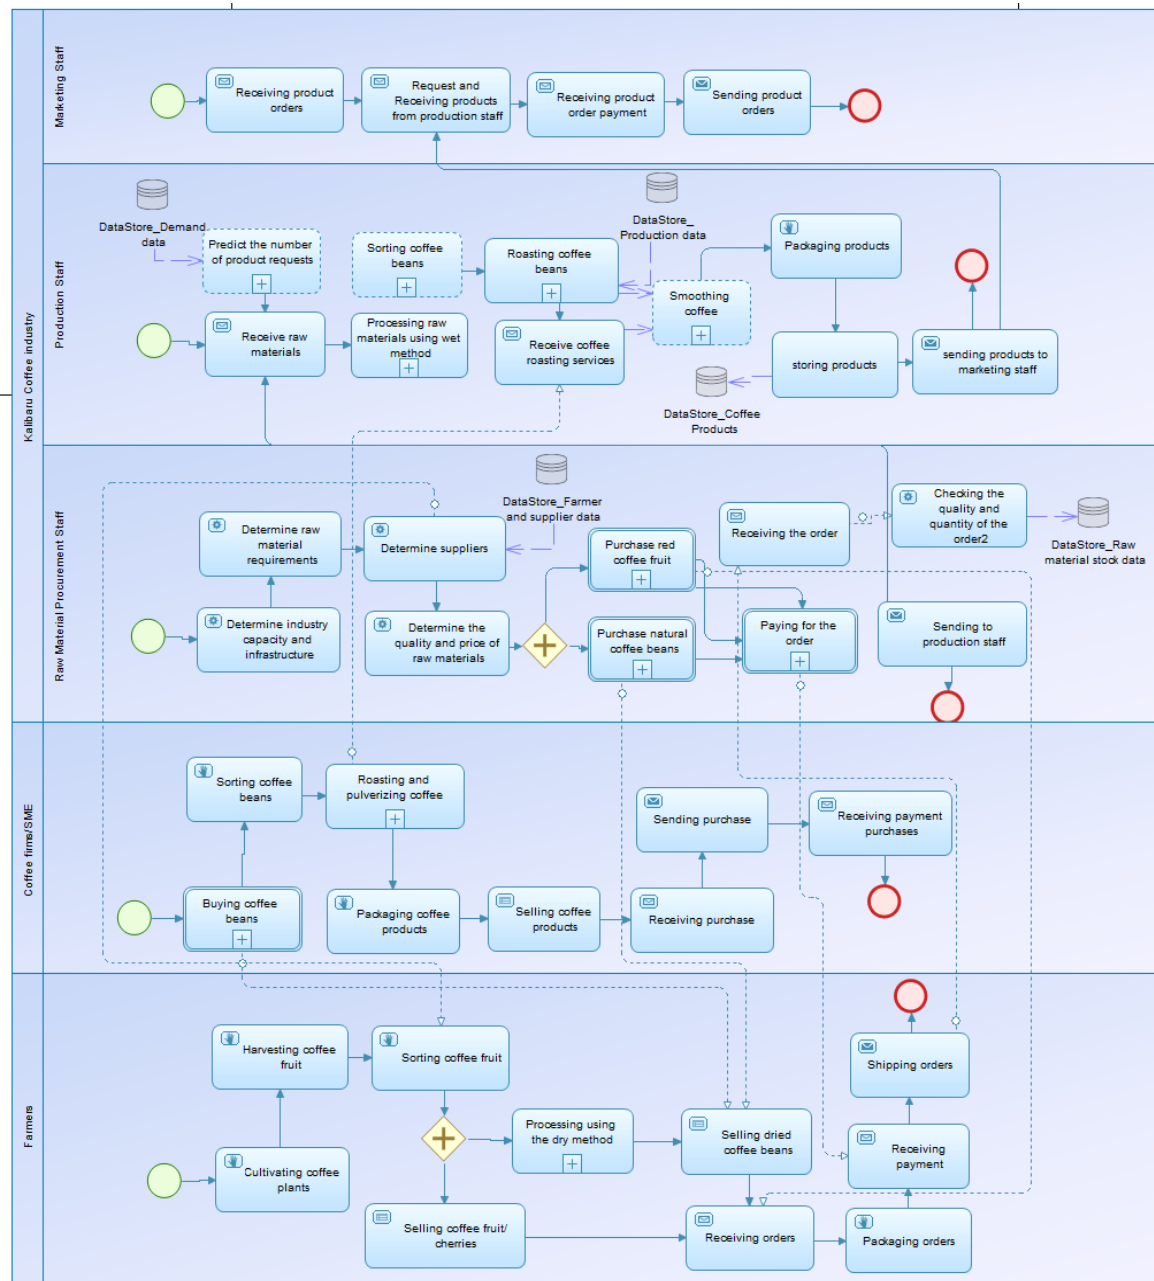 Kalibaru Coffee industry
Marketing Staff
Receiving product
orders
Request and
Receiving products
from production staff
Receiving product
order payment
Sending product
orders
Production Staff
DataStore_Demand
data
Predict the number
of product requests
Sorting coffee
beans
Roasting coffee
beans
DataStore_
Production data
Smoothing
coffee
Packaging products
Receive raw
materials
Processing raw
materials using wet
method
Receive coffee
roasting services
storing products
sending products to
marketing staff
DataStore_Coffee
Products
Raw Material Procurement Staff
Determine raw
material
requirements
Determine suppliers
DataStore_Farmer
and supplier data
Purchase red
coffee fruit
Receiving the order
Checking the
quality and
quantity of the
order2
DataStore_Raw
material stock data
Determine industry
capacity and
infrastructure
Determine the
quality and price of
raw materials
Purchase natural
coffee beans
Paying for the
order
Sending to
production staff
Coffee firms/SME
Sorting coffee
beans
Roasting and
pulverizing coffee
Sending purchase
Receiving payment
purchases
Buying coffee
beans
Packaging coffee
products
Selling coffee
products
Receiving purchase
Farmers
Harvesting coffee
fruit
Sorting coffee fruit
Shipping orders
Processing using
the dry method
Selling dried
coffee beans
Receiving
payment
Cultivating coffee
plants
Selling coffee fruit/
cherries
Receiving orders
Packaging orders